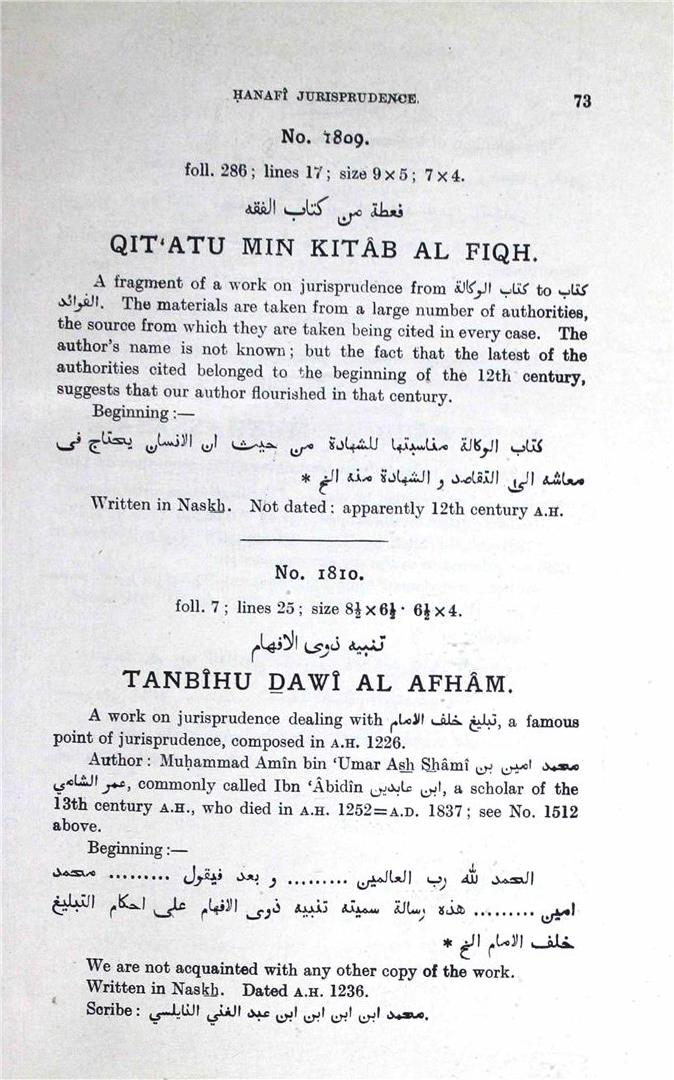 ḤANAFÎ JURISPRUDENCE. 73
No. 1809.
foll. 286; lines 17; size 9 × 5; 7 × 4.
فعطة من كتاب الفقه
QIT‘ATU MIN KITÂB AL FIQH.
A fragment of a work on jurisprudence from كتاب الوكالة to كتاب
الفوائد. The materials are taken from a large number of authorities,
the source from which they are taken being cited in every case. The
author's name is not known; but the fact that the latest of the
authorities cited belonged to the beginning of the 12th century,
suggests that our author flourished in that century.
Beginning:—
كتاب الوكالة مناسبتها للشهادة من حيث ان الانسان يحتاج فى
معاشه الى التقاصد و الشهادة منه الخ *
Written in Naskh. Not dated: apparently 12th century A.H.
No. 1810.
foll. 7; lines 25; size 8½ × 6½· 6½ × 4.
تنبيه ذوى الافهام
TANBÎHU ḎAWÎ AL AFHÂM.
A work on jurisprudence dealing with تبليغ خلف الامام, a famous
point of jurisprudence, composed in A.H. 1226.
Author: Muḥammad Amîn bin ‘Umar Ash Shâmî محمد امين بن
عمر الشامي, commonly called Ibn ‘Âbidîn ابن عابدين, a scholar of the
13th century A.H., who died in A.H. 1252=A.D. 1837; see No. 1512
above.
Beginning:—
الحمد لله رب العالمين ......... و بعد فيقول ......... محمد
امين ......... هذه رسالة سميته تنبيه ذوى الافهام على احكام التبليغ
خلف الامام الخ *
We are not acquainted with any other copy of the work.
Written in Naskh. Dated A.H. 1236.
Scribe: محمد ابن ابن ابن عبد الغني النابلسي.